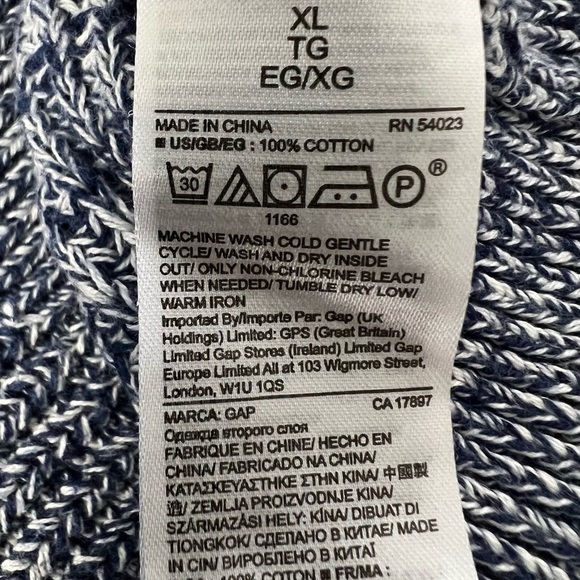 XL
TG
EG/XG
MADE IN CHINA RN 54023
■ US/GB/EG : 100% COTTON
30 P ®
1166
MACHINE WASH COLD GENTLE
CYCLE/ WASH AND DRY INSIDE
OUT/ ONLY NON-CHLORINE BLEACH
WHEN NEEDED/ TUMBLE DRY LOW/
WARM IRON
Imported By/Importe Par: Gap (UK
Holdings) Limited: GPS (Great Britain)
Limited Gap Stores (Ireland) Limited Gap
Europe Limited All at 103 Wigmore Street,
London, W1U 1QS
MARCA: GAP CA 17897
Одежда второго слоя
FABRIQUE EN CHINE/ HECHO EN
CHINA/ FABRICADO NA CHINA/
ΚΑΤΑΣΚΕΥΑΣΤΗΚΕ ΣΤΗΝ ΚΙΝΑ/ 中國製
造/ ZEMLJA PROIZVODNJE KINA/
SZÁRMAZÁSI HELY: KÍNA/ DIBUAT DI
TIONGKOK/ СДЕЛАНО В КИТАЕ/ MADE
IN CIN/ ВИРОБЛЕНО В КИТАЇ
100% COTTON ■ FR/MA :